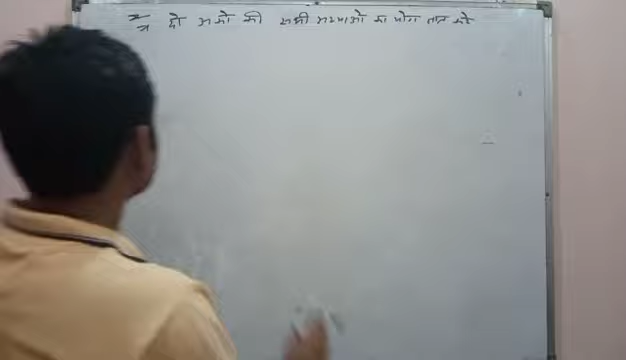 दो अंको की सभी संख्याओ का योग ज्ञात करे